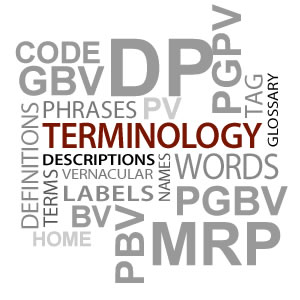 CODE
GBV
DP
PGPV
TAG
GLOSSARY
PHRASES
PV
DEFINITIONS
TERMINOLOGY
TERMS
DESCRIPTIONS
VERNACULAR
NAMES
WORDS
LABELS
PGBV
BV
PBV
MRP
HOME